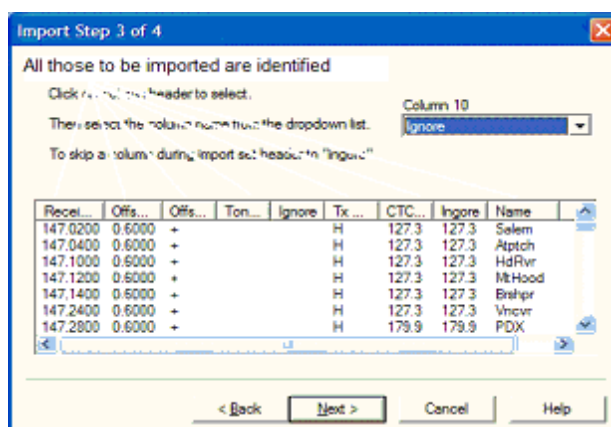 Import Step 3 of 4
All those to be imported are identified
Click header to select.
Column 10
Then select the column name from the dropdown list.
Ignore
To skip a column during import set header to "Ingore"
Recei... Offs... Offs... Ton... Ignore Tx ... CTC... Ingore Name
147.0200 0.6000 + H 127.3 127.3 Salem
147.0400 0.6000 + H 127.3 127.3 Atptch
147.1000 0.6000 + H 127.3 127.3 HdRvr
147.1200 0.6000 + H 127.3 127.3 Mt.Hood
147.1400 0.6000 + H 127.3 127.3 Brshpr
147.2400 0.6000 + H 127.3 127.3 Vncvr
147.2800 0.6000 + H 179.9 179.9 PDX
< Back Next > Cancel Help